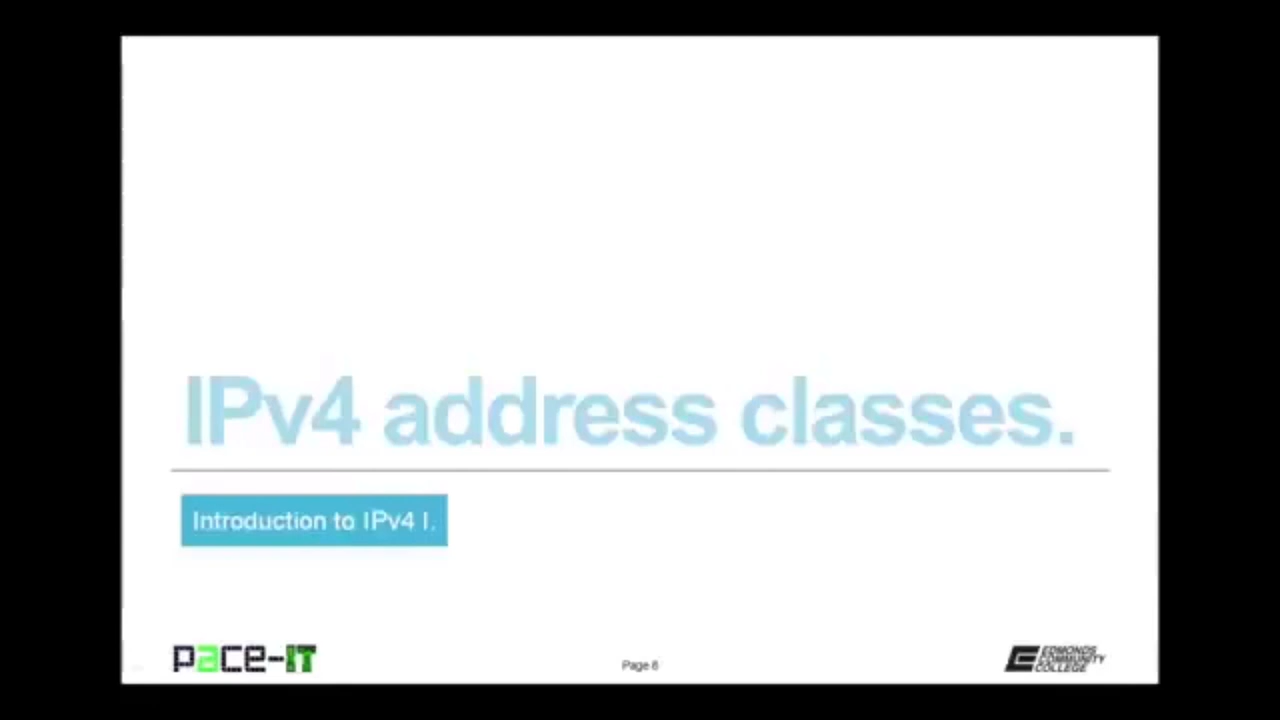 IPv4 address classes.
Introduction to IPv4 I.
pace-IT
Page 8
EDMONDS
COMMUNITY
COLLEGE